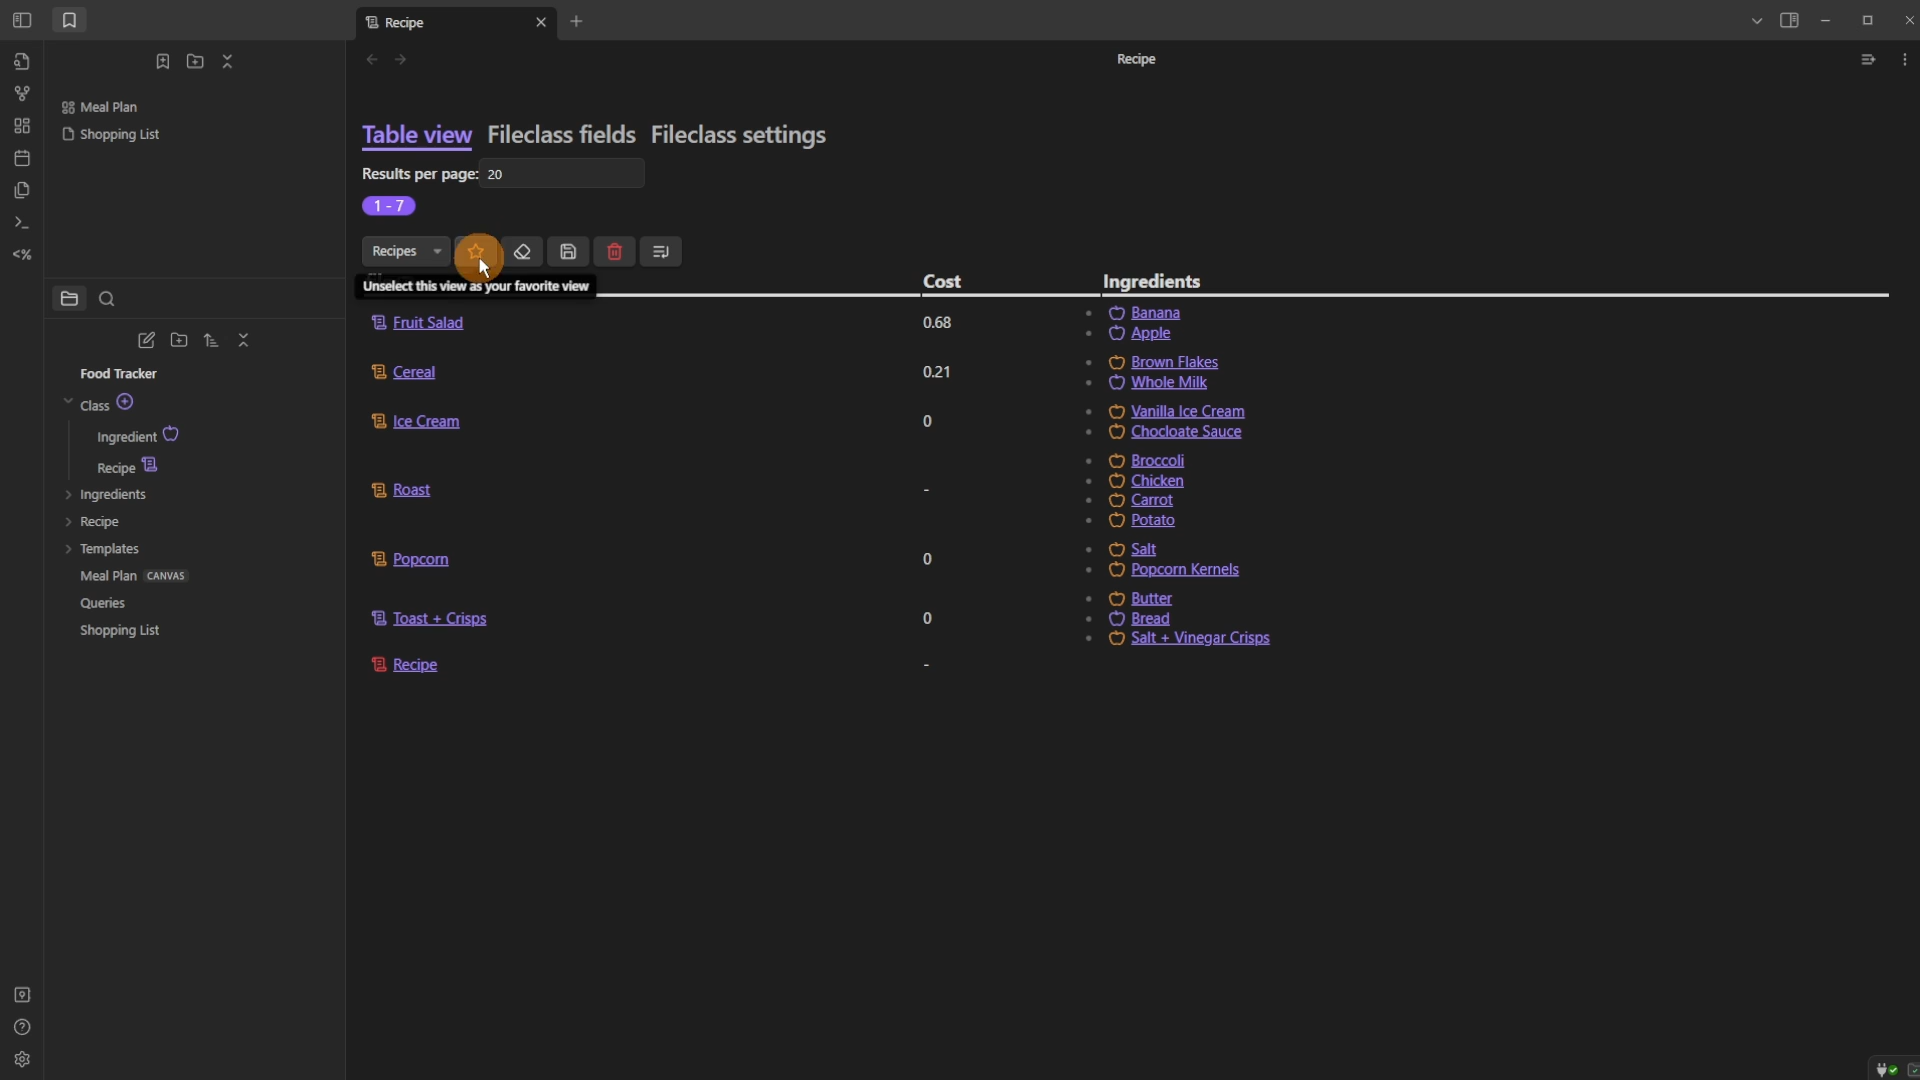 Recipe
Recipe
Meal Plan
Shopping List
Table view Fileclass fields Fileclass settings
Results per page: 20
1 - 7
Recipes
Unselect this view as your favorite view
Cost Ingredients
Fruit Salad 0.68 Banana
Apple
Cereal 0.21 Brown Flakes
Whole Milk
Ice Cream 0 Vanilla Ice Cream
Chocloate Sauce
Roast - Broccoli
Chicken
Carrot
Potato
Popcorn 0 Salt
Popcorn Kernels
Toast + Crisps 0 Butter
Bread
Salt + Vinegar Crisps
Recipe -
Food Tracker
Class
Ingredient
Recipe
Ingredients
Recipe
Templates
Meal Plan CANVAS
Queries
Shopping List